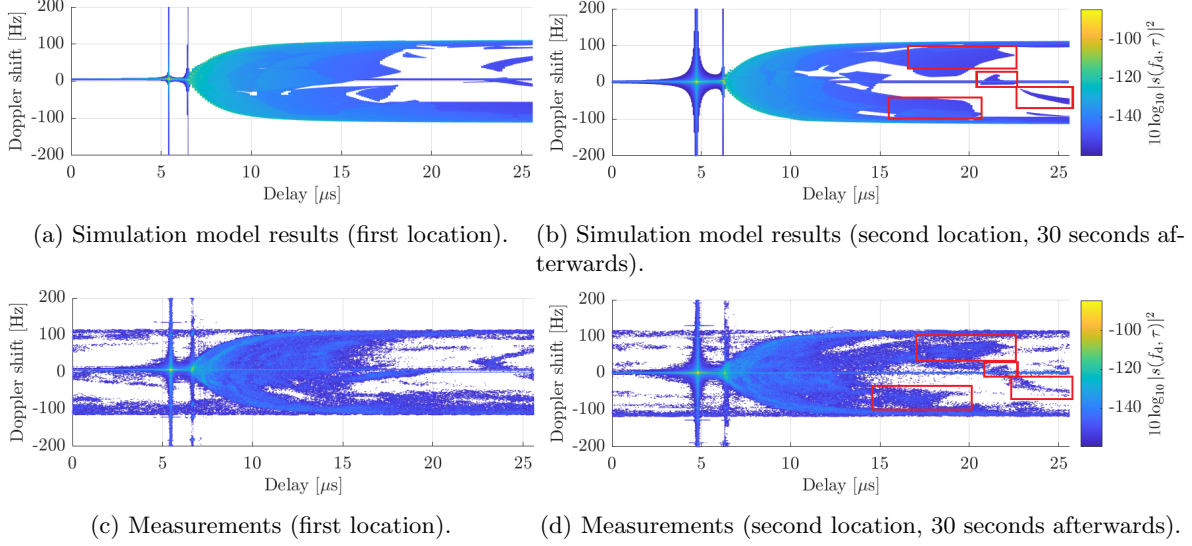 200
100
0
-100
-200
Doppler shift [Hz]
0 5 10 15 20 25
Delay [μs]
200
100
0
-100
-200
Doppler shift [Hz]
0 5 10 15 20 25
Delay [μs]
-100
-120
-140
10 log₁₀ |s(f_d, τ)|²
(a) Simulation model results (first location).
(b) Simulation model results (second location, 30 seconds af-
terwards).
200
100
0
-100
-200
Doppler shift [Hz]
0 5 10 15 20 25
Delay [μs]
200
100
0
-100
-200
Doppler shift [Hz]
0 5 10 15 20 25
Delay [μs]
-100
-120
-140
10 log₁₀ |s(f_d, τ)|²
(c) Measurements (first location).
(d) Measurements (second location, 30 seconds afterwards).